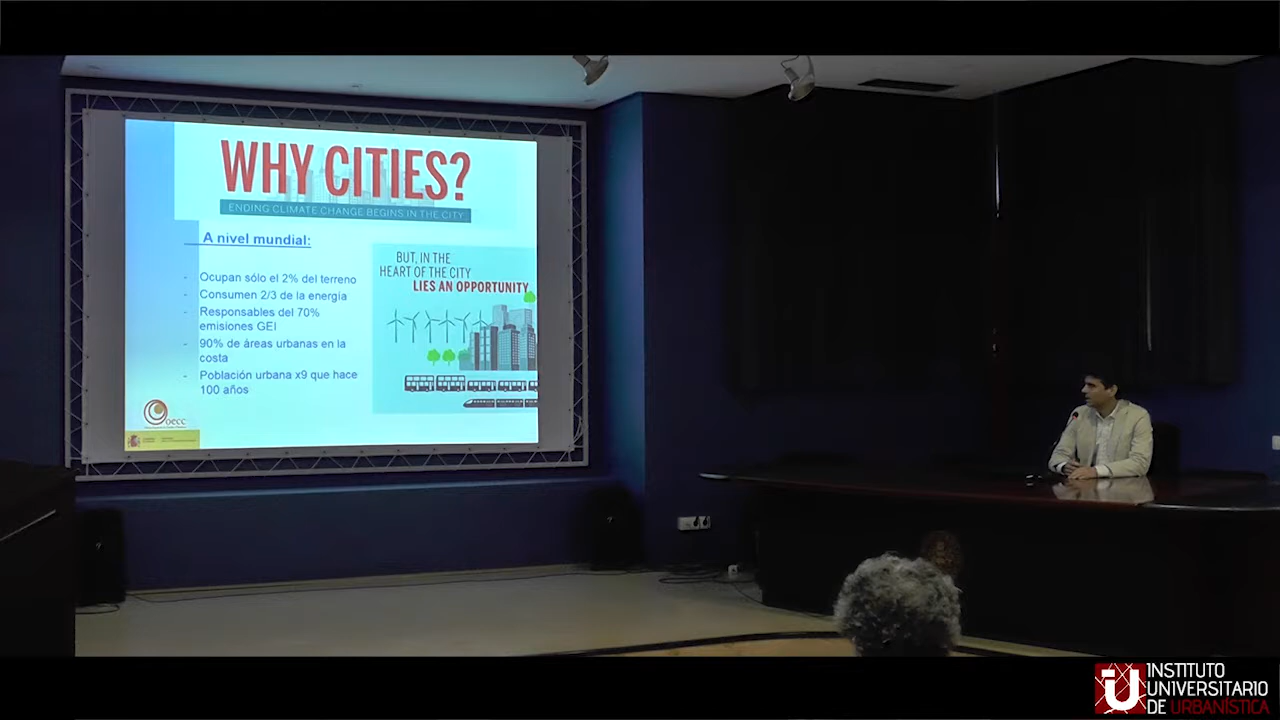 WHY CITIES?
ENDING CLIMATE CHANGE BEGINS IN THE CITY
A nivel mundial:
- Ocupan sólo el 2% del terreno
- Consumen 2/3 de la energía
- Responsables del 70%
emisiones GEI
- 90% de áreas urbanas en la
costa
- Población urbana x9 que hace
100 años
BUT, IN THE
HEART OF THE CITY
LIES AN OPPORTUNITY
oecc
INSTITUTO
UNIVERSITARIO
DE URBANÍSTICA